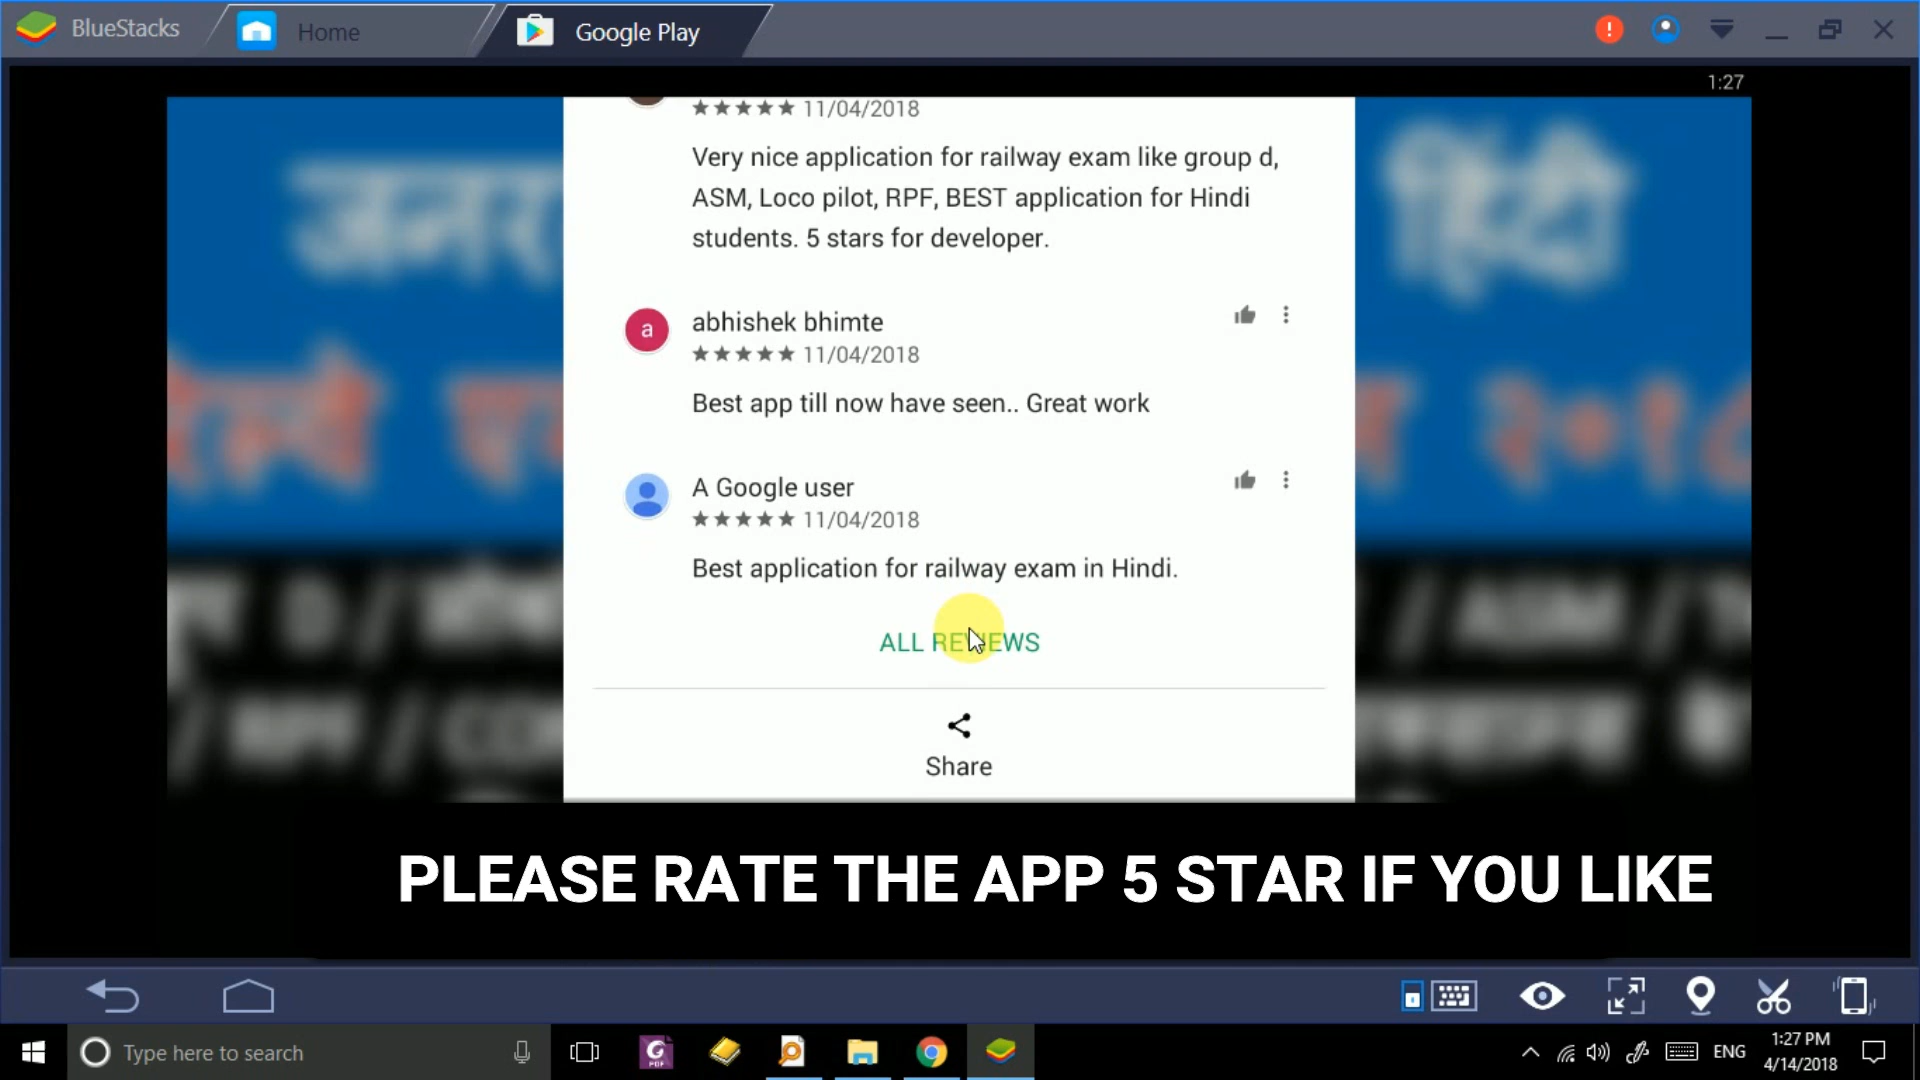 BlueStacks
Home
Google Play
1:27
★★★★★ 11/04/2018
Very nice application for railway exam like group d,
ASM, Loco pilot, RPF, BEST application for Hindi
students. 5 stars for developer.
a
abhishek bhimte
★★★★★ 11/04/2018
Best app till now have seen.. Great work
A Google user
★★★★★ 11/04/2018
Best application for railway exam in Hindi.
ALL REVIEWS
Share
जनर
हिंदी
२०१८
D /
/ ASM /
/ RPF /
PLEASE RATE THE APP 5 STAR IF YOU LIKE
Type here to search
ENG
1:27 PM
4/14/2018